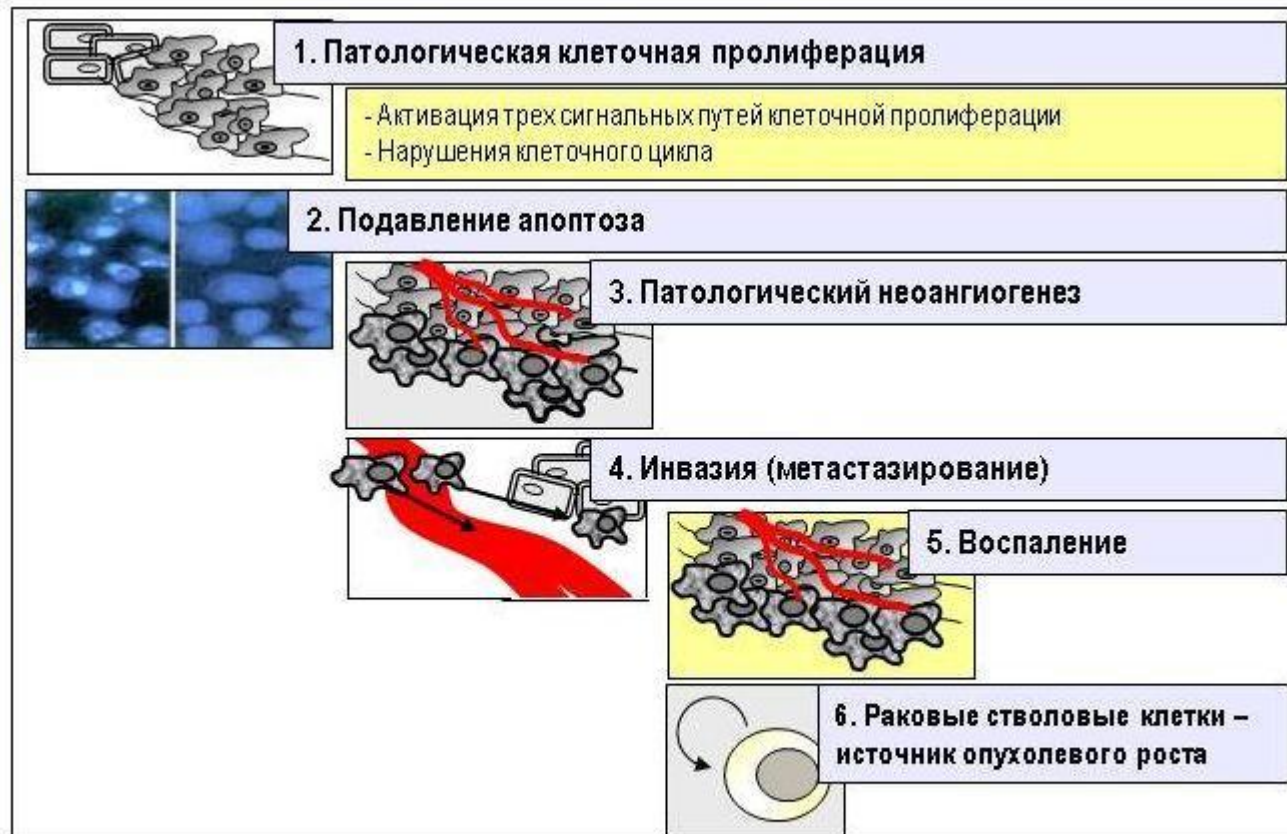 1. Патологическая клеточная пролиферация
- Активация трех сигнальных путей клеточной пролиферации
- Нарушения клеточного цикла
2. Подавление апоптоза
3. Патологический неоангиогенез
4. Инвазия (метастазирование)
5. Воспаление
6. Раковые стволовые клетки –
источник опухолевого роста